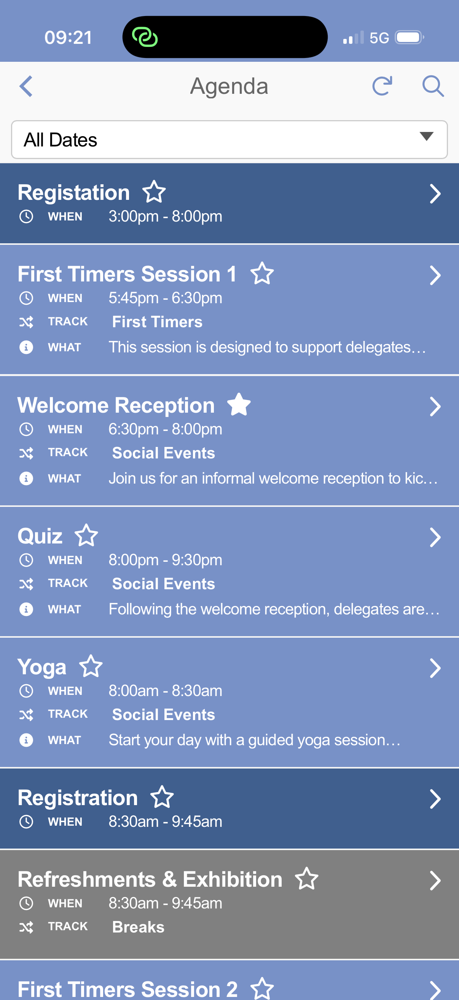 09:21 5G
Agenda
All Dates
Registation
WHEN 3:00pm - 8:00pm
First Timers Session 1
WHEN 5:45pm - 6:30pm
TRACK First Timers
WHAT This session is designed to support delegates...
Welcome Reception
WHEN 6:30pm - 8:00pm
TRACK Social Events
WHAT Join us for an informal welcome reception to kic...
Quiz
WHEN 8:00pm - 9:30pm
TRACK Social Events
WHAT Following the welcome reception, delegates are...
Yoga
WHEN 8:00am - 8:30am
TRACK Social Events
WHAT Start your day with a guided yoga session...
Registration
WHEN 8:30am - 9:45am
Refreshments & Exhibition
WHEN 8:30am - 9:45am
TRACK Breaks
First Timers Session 2